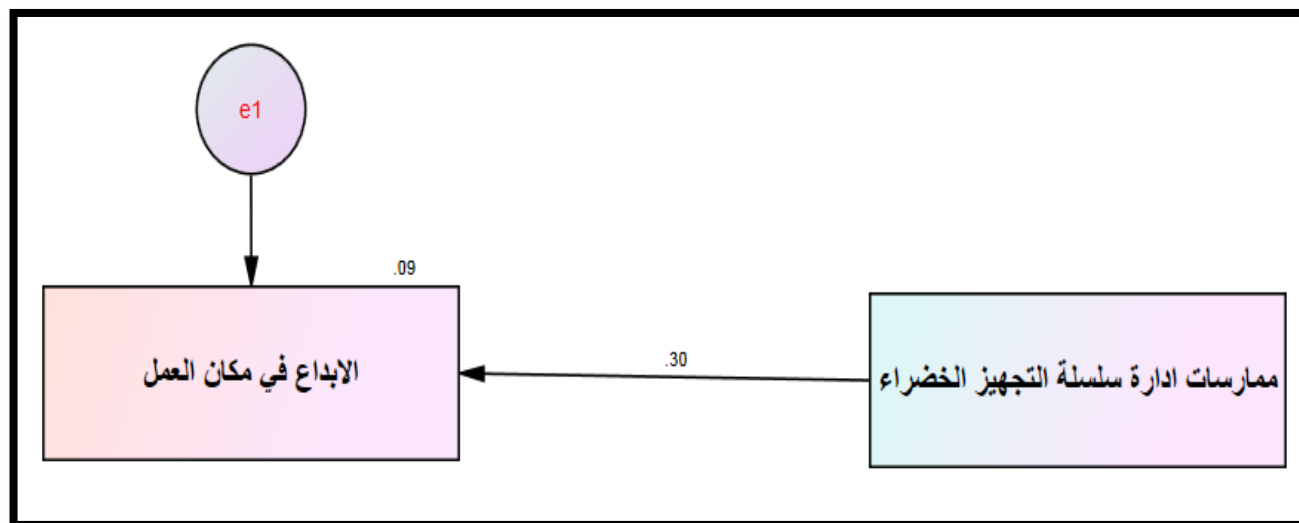 e1
.09
الابداع في مكان العمل
.30
ممارسات ادارة سلسلة التجهيز الخضراء